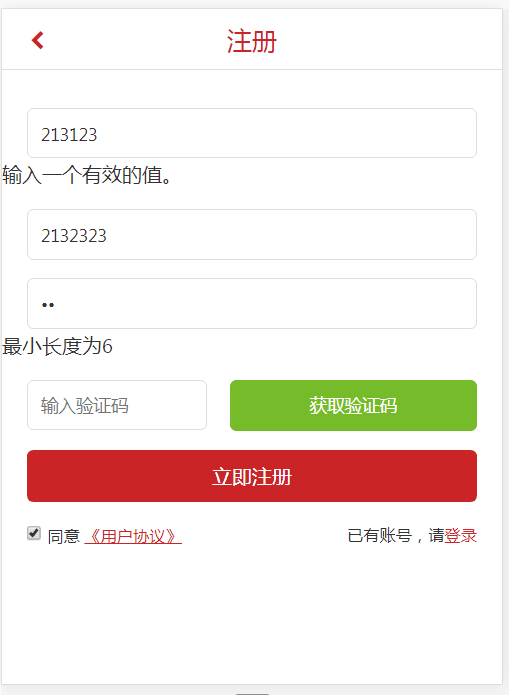 注册
213123
输入一个有效的值。
2132323
••
最小长度为6
输入验证码 获取验证码
立即注册
同意 《用户协议》 已有账号，请登录